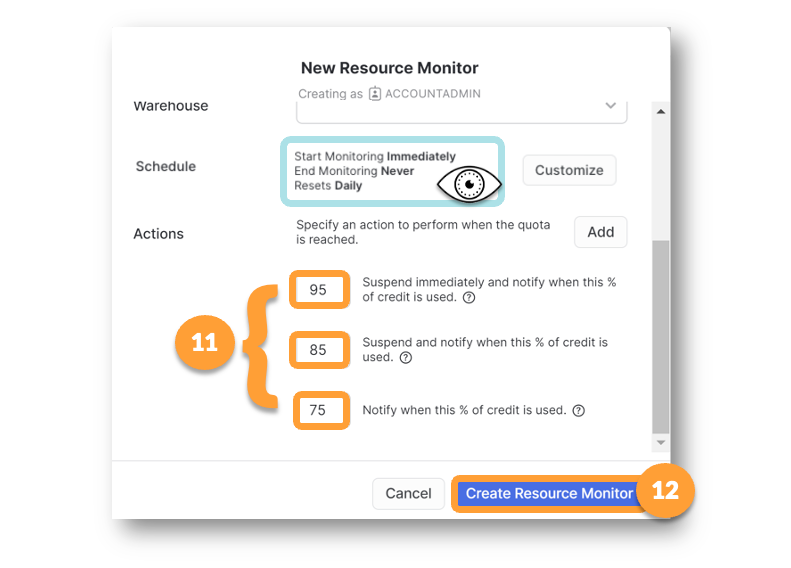 New Resource Monitor
Creating as ACCOUNTADMIN
Warehouse
Schedule
Start Monitoring Immediately
End Monitoring Never
Resets Daily
Customize
Actions
Specify an action to perform when the quota
is reached.
Add
11
95
Suspend immediately and notify when this %
of credit is used. ?
85
Suspend and notify when this % of credit is
used. ?
75
Notify when this % of credit is used. ?
Cancel
Create Resource Monitor
12